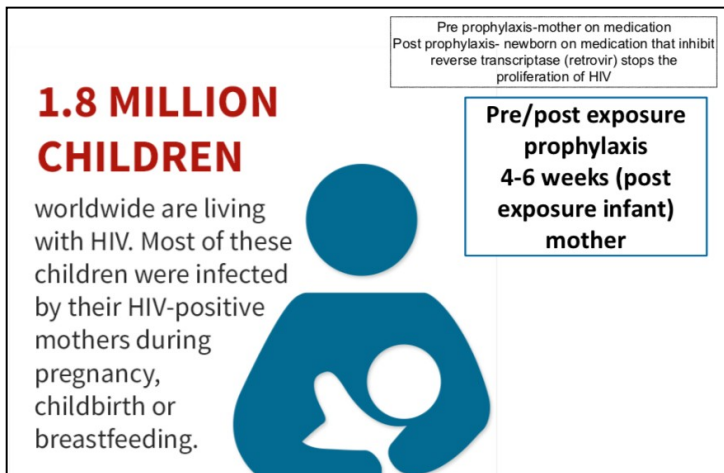 Pre prophylaxis-mother on medication
Post prophylaxis- newborn on medication that inhibit
reverse transcriptase (retrovir) stops the
proliferation of HIV
1.8 MILLION
CHILDREN
worldwide are living
with HIV. Most of these
children were infected
by their HIV-positive
mothers during
pregnancy,
childbirth or
breastfeeding.
Pre/post exposure
prophylaxis
4-6 weeks (post
exposure infant)
mother